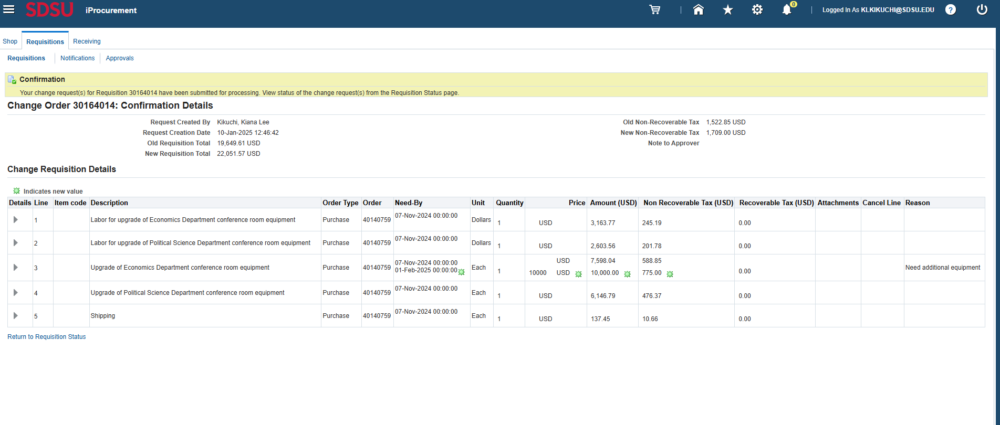 SDSU iProcurement 0 Logged In As KLKIKUCHI@SDSU.EDU ?
Shop Requisitions Receiving
Requisitions Notifications Approvals
Confirmation
Your change request(s) for Requisition 30164014 have been submitted for processing. View status of the change request(s) from the Requisition Status page.
Change Order 30164014: Confirmation Details
Request Created By Kikuchi, Kiana Lee Old Non-Recoverable Tax 1,522.85 USD
Request Creation Date 10-Jan-2025 12:46:42 New Non-Recoverable Tax 1,709.00 USD
Old Requisition Total 19,649.61 USD Note to Approver
New Requisition Total 22,051.57 USD
Change Requisition Details
Indicates new value
Details Line Item code Description Order Type Order Need-By Unit Quantity Price Amount (USD) Non Recoverable Tax (USD) Recoverable Tax (USD) Attachments Cancel Line Reason
1 Labor for upgrade of Economics Department conference room equipment Purchase 40140759 07-Nov-2024 00:00:00 Dollars 1 USD 3,163.77 245.19 0.00
2 Labor for upgrade of Political Science Department conference room equipment Purchase 40140759 07-Nov-2024 00:00:00 Dollars 1 USD 2,603.56 201.78 0.00
3 Upgrade of Economics Department conference room equipment Purchase 40140759 07-Nov-2024 00:00:00 Each 1 USD 7,598.04 588.85 0.00 Need additional equipment
01-Feb-2025 00:00:00 10000 USD 10,000.00 775.00
4 Upgrade of Political Science Department conference room equipment Purchase 40140759 07-Nov-2024 00:00:00 Each 1 USD 6,146.79 476.37 0.00
5 Shipping Purchase 40140759 07-Nov-2024 00:00:00 Each 1 USD 137.45 10.66 0.00
Return to Requisition Status